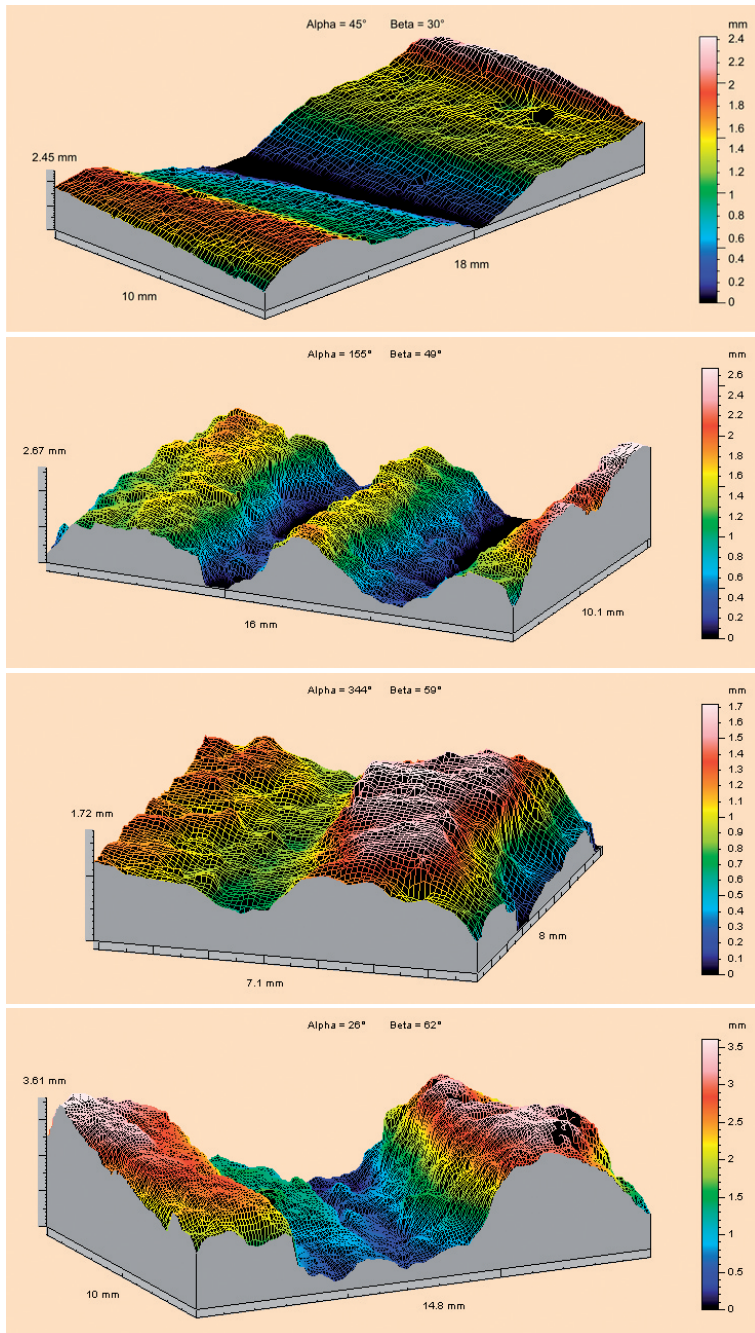 Alpha = 45° Beta = 30°
mm
2.4
2.2
2
1.8
1.6
1.4
1.2
1
0.8
0.6
0.4
0.2
0
2.45 mm
10 mm
18 mm
Alpha = 155° Beta = 49°
mm
2.6
2.4
2.2
2
1.8
1.6
1.4
1.2
1
0.8
0.6
0.4
0.2
0
2.67 mm
16 mm
10.1 mm
Alpha = 344° Beta = 59°
mm
1.7
1.6
1.5
1.4
1.3
1.2
1.1
1
0.9
0.8
0.7
0.6
0.5
0.4
0.3
0.2
0.1
0
1.72 mm
7.1 mm
8 mm
Alpha = 26° Beta = 62°
mm
3.5
3
2.5
2
1.5
1
0.5
0
3.61 mm
10 mm
14.8 mm